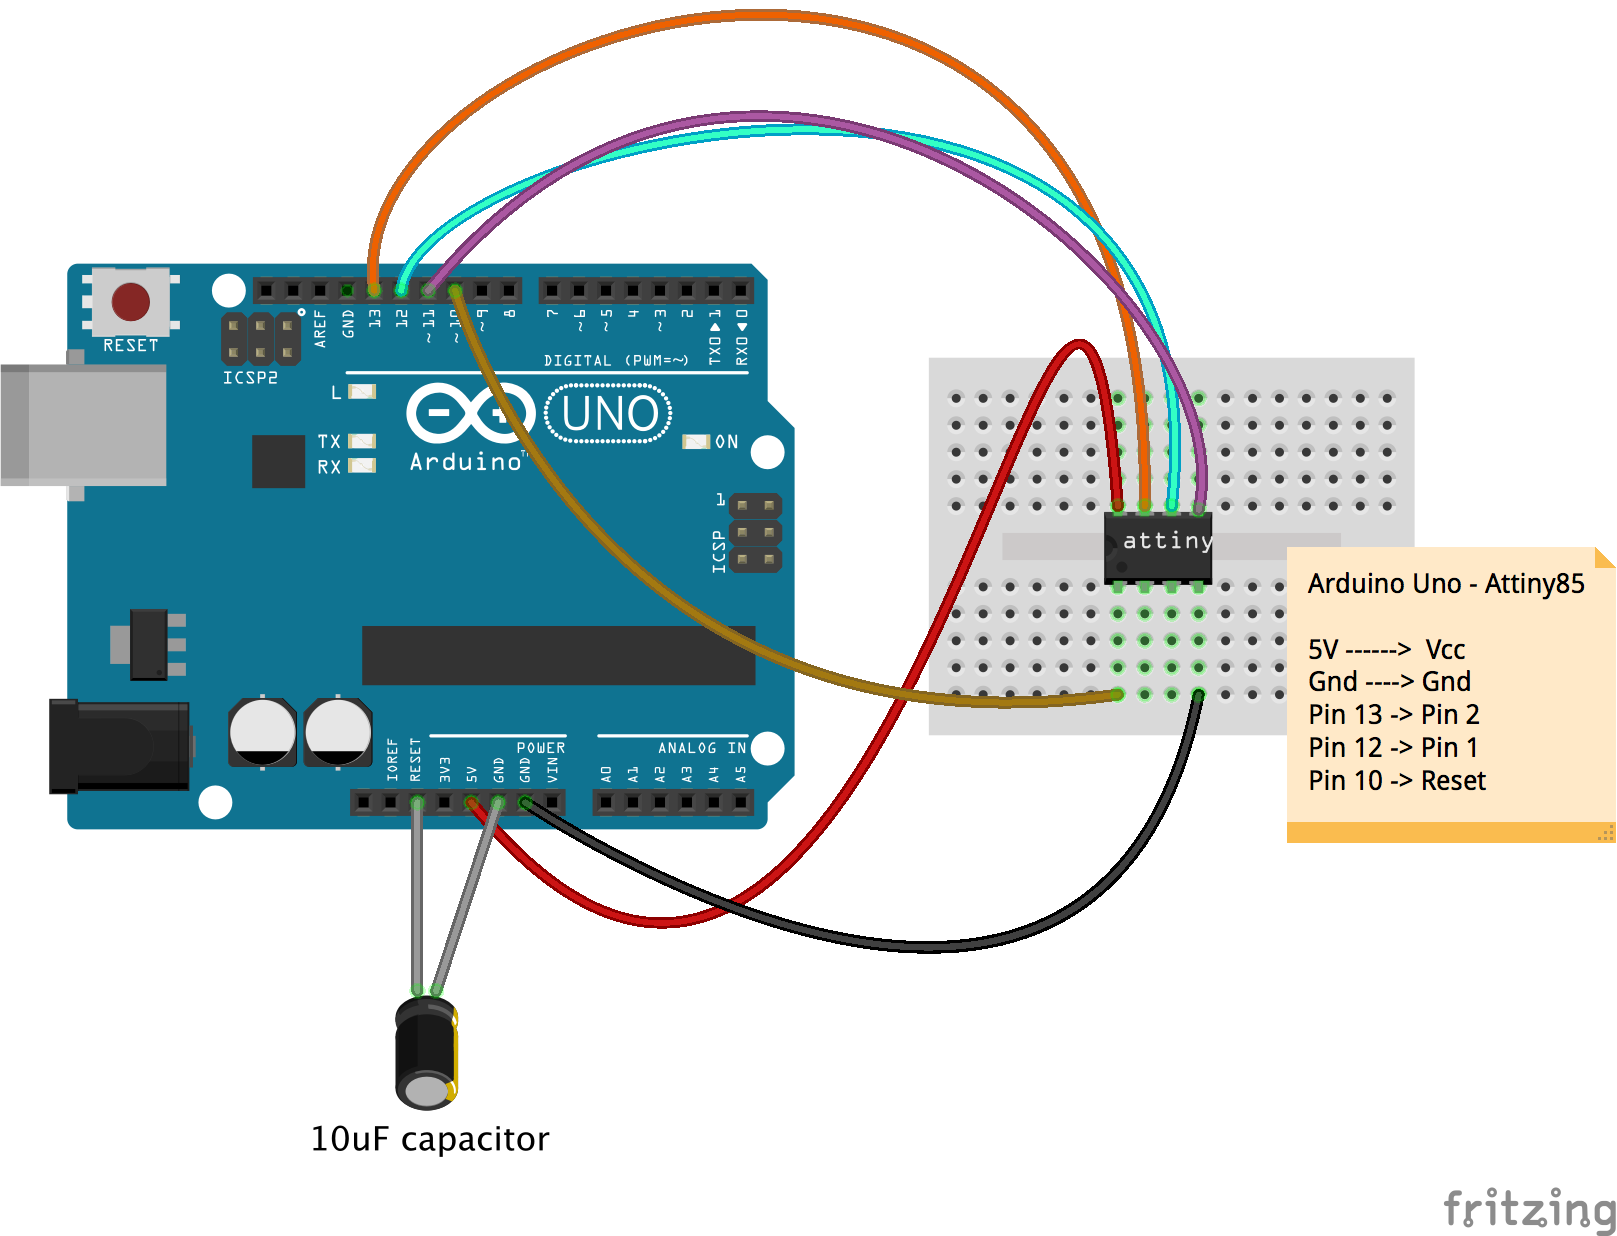 RESET
ICSP2
AREF
GND
13
12
~11
~10
~9
8
7
~6
~5
4
~3
2
TX0▶1
RX0◀0
DIGITAL (PWM=~)
L
TX
RX
UNO
ON
Arduino™
1
ICSP
attiny
Arduino Uno - Attiny85
5V ------> Vcc
Gnd ----> Gnd
Pin 13 -> Pin 2
Pin 12 -> Pin 1
Pin 10 -> Reset
IOREF
RESET
3V3
5V
GND
GND
VIN
POWER
ANALOG IN
A0
A1
A2
A3
A4
A5
10uF capacitor
fritzing